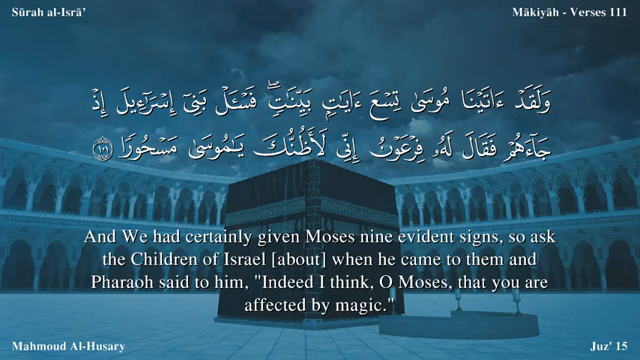 Sūrah al-Isrā’
Mākiyāh - Verses 111
وَلَقَدْ ءَاتَيْنَا مُوسَىٰ تِسْعَ ءَايَٰتٍۭ بَيِّنَٰتٍۖ فَسْـَٔلْ بَنِىٓ إِسْرَٰٓءِيلَ إِذْ
جَآءَهُمْ فَقَالَ لَهُۥ فِرْعَوْنُ إِنِّى لَأَظُنُّكَ يَٰمُوسَىٰ مَسْحُورًا ١٠١
And We had certainly given Moses nine evident signs, so ask
the Children of Israel [about] when he came to them and
Pharaoh said to him, "Indeed I think, O Moses, that you are
affected by magic."
Mahmoud Al-Husary
Juz' 15